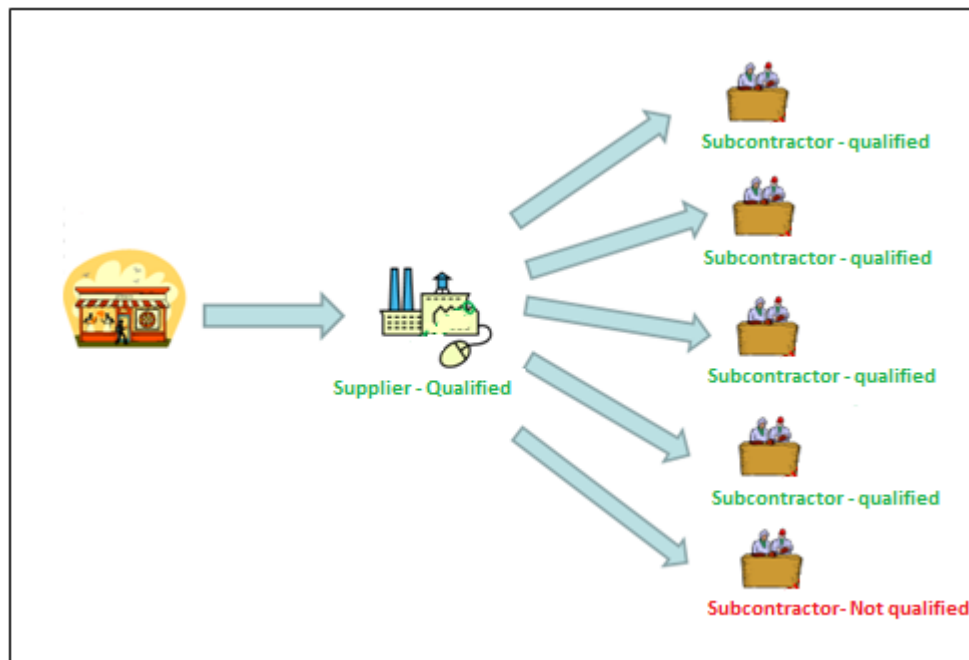 Subcontractor - qualified
Subcontractor - qualified
Supplier - Qualified
Subcontractor - qualified
Subcontractor - qualified
Subcontractor- Not qualified